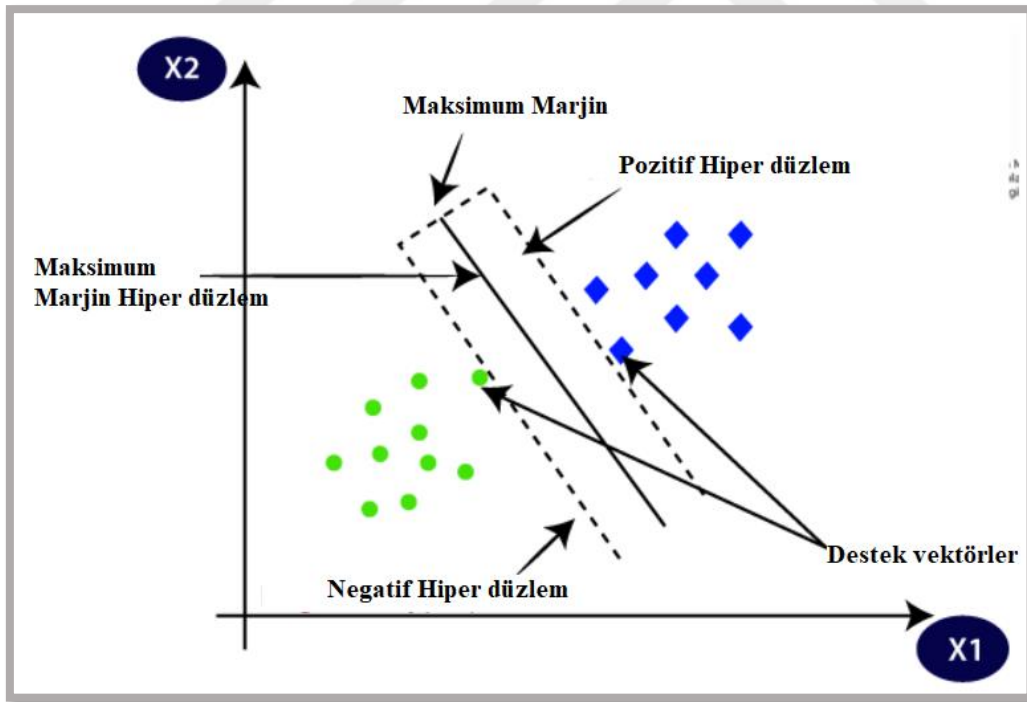 X2
Maksimum Marjin
Pozitif Hiper düzlem
Maksimum
Marjin Hiper düzlem
Destek vektörler
Negatif Hiper düzlem
X1